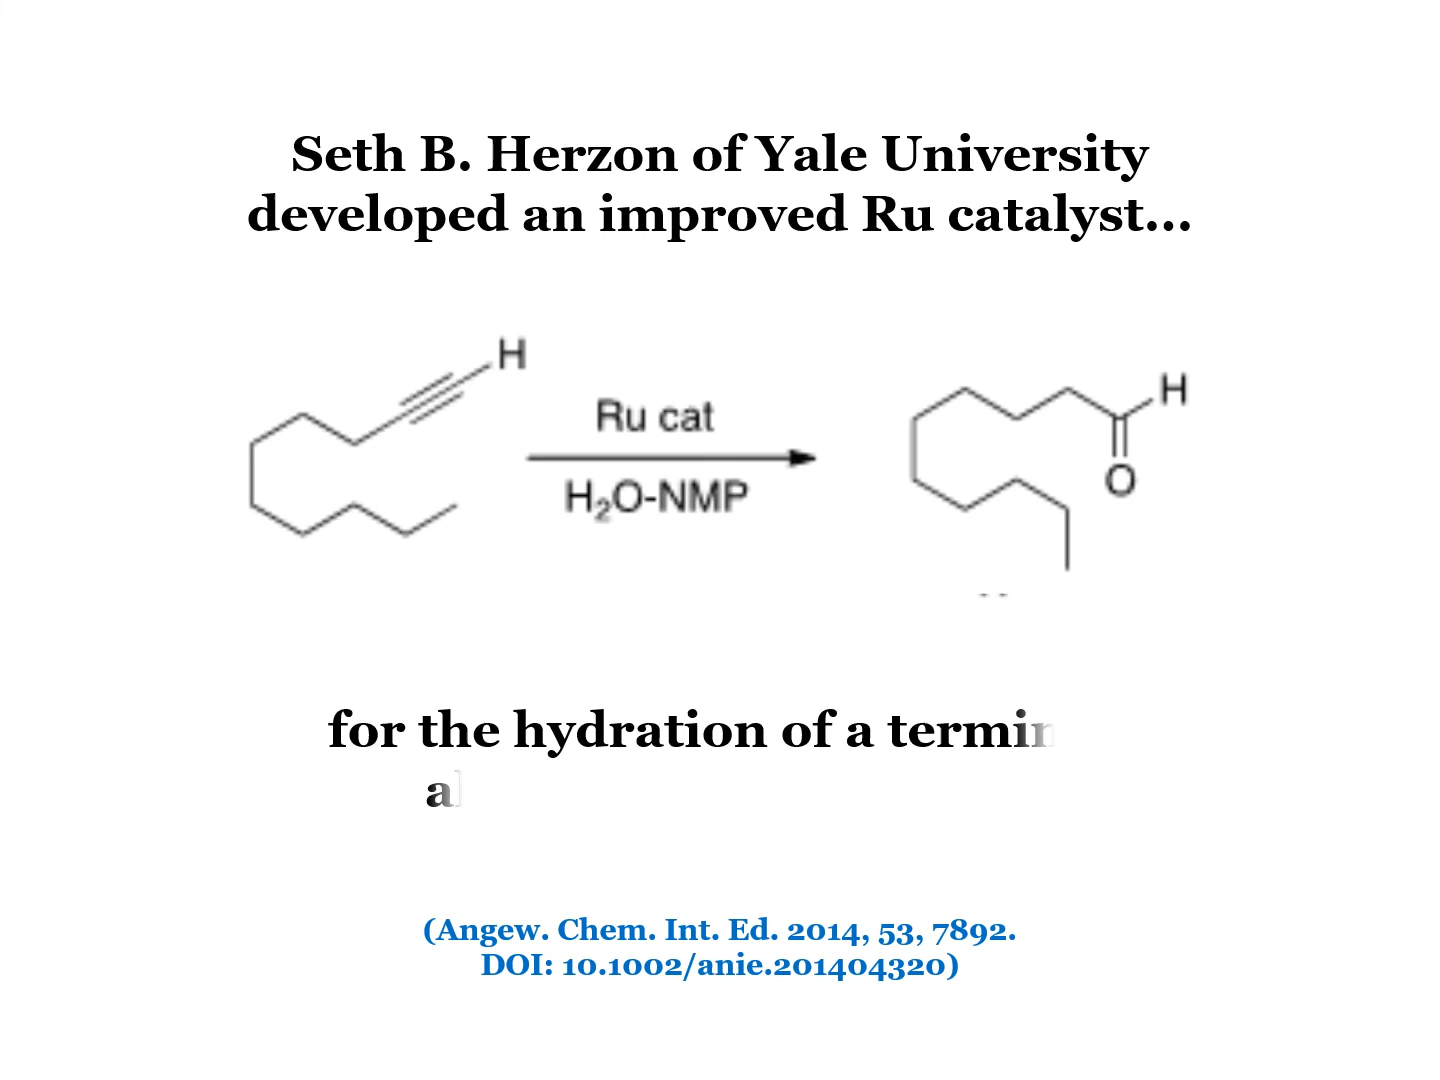 Seth B. Herzon of Yale University
developed an improved Ru catalyst...
H
Ru cat
H₂O-NMP
H
O
for the hydration of a
(Angew. Chem. Int. Ed. 2014, 53, 7892.
DOI: 10.1002/anie.201404320)